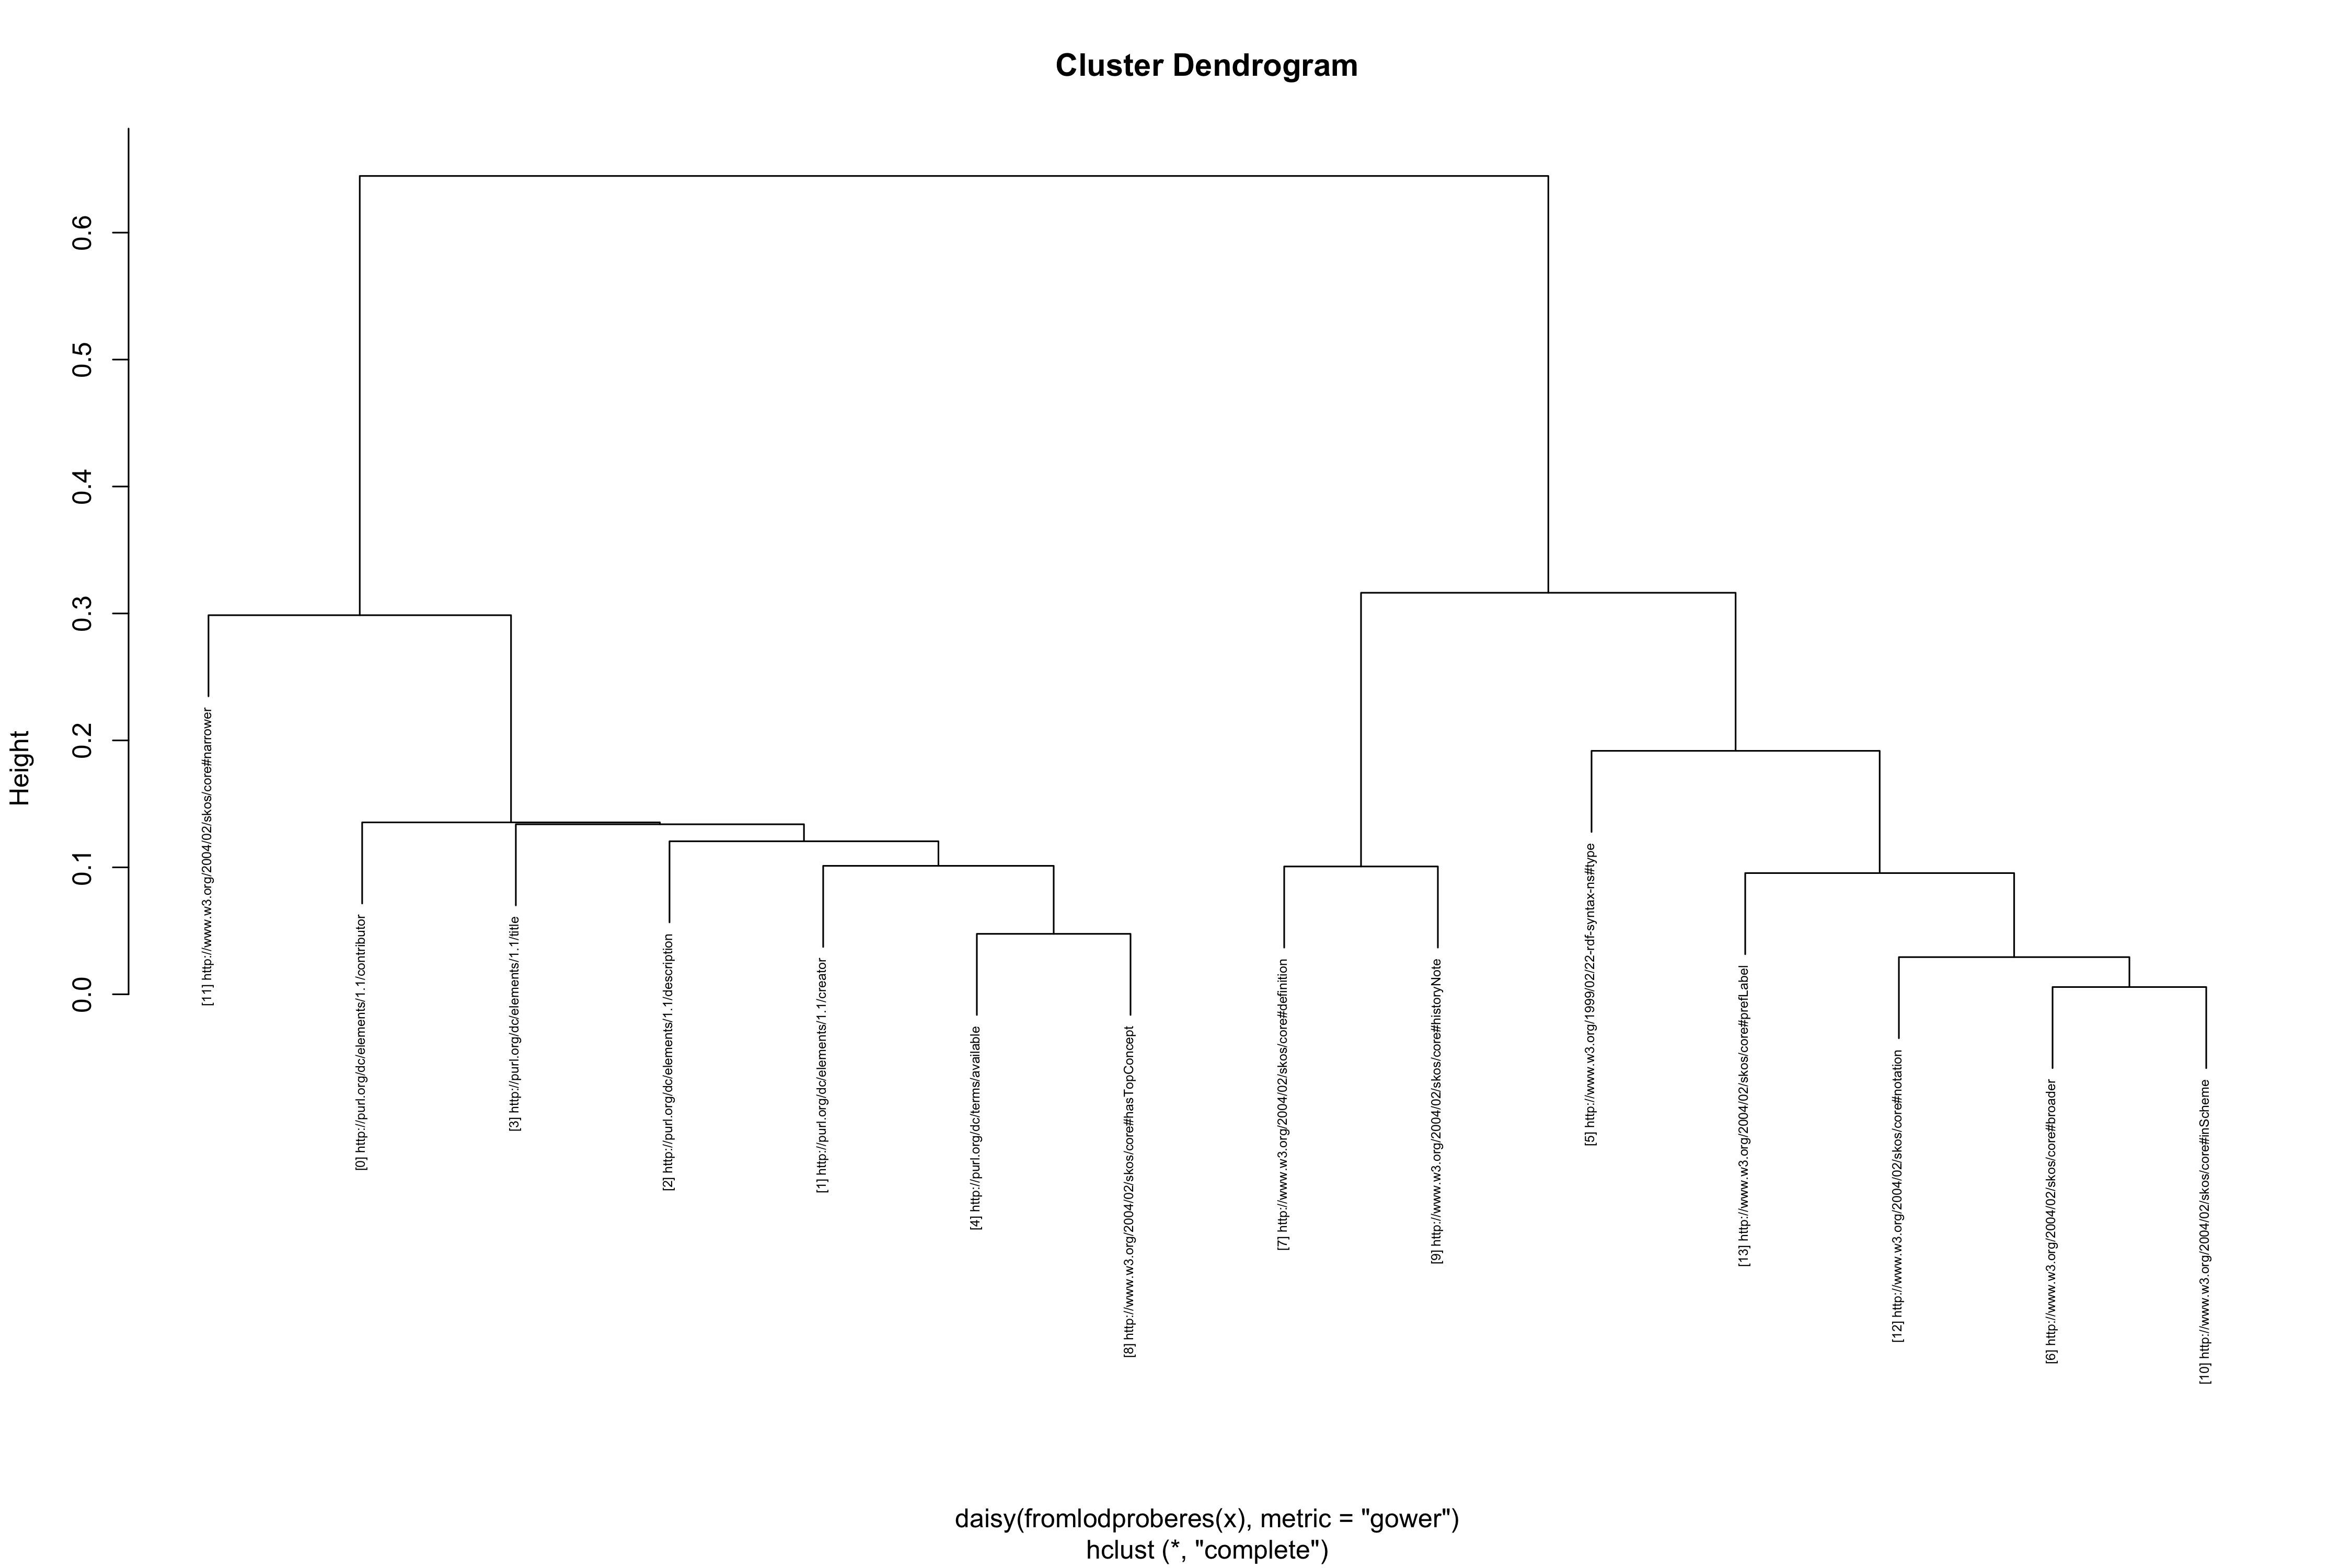 Cluster Dendrogram
Height
0.0
0.1
0.2
0.3
0.4
0.5
0.6
[11] http://www.w3.org/2004/02/skos/core#narrower
[0] http://purl.org/dc/elements/1.1/contributor
[3] http://purl.org/dc/elements/1.1/title
[2] http://purl.org/dc/elements/1.1/description
[1] http://purl.org/dc/elements/1.1/creator
[4] http://purl.org/dc/terms/available
[8] http://www.w3.org/2004/02/skos/core#hasTopConcept
[7] http://www.w3.org/2004/02/skos/core#definition
[9] http://www.w3.org/2004/02/skos/core#historyNote
[5] http://www.w3.org/1999/02/22-rdf-syntax-ns#type
[13] http://www.w3.org/2004/02/skos/core#prefLabel
[12] http://www.w3.org/2004/02/skos/core#notation
[6] http://www.w3.org/2004/02/skos/core#broader
[10] http://www.w3.org/2004/02/skos/core#inScheme
daisy(fromlodproberes(x), metric = "gower")
hclust (*, "complete")